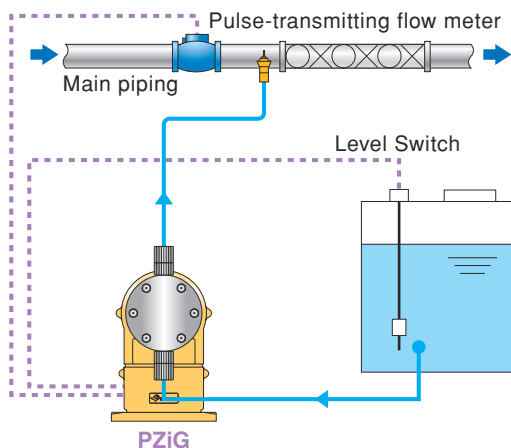 Pulse-transmitting flow meter
Main piping
Level Switch
PZiG